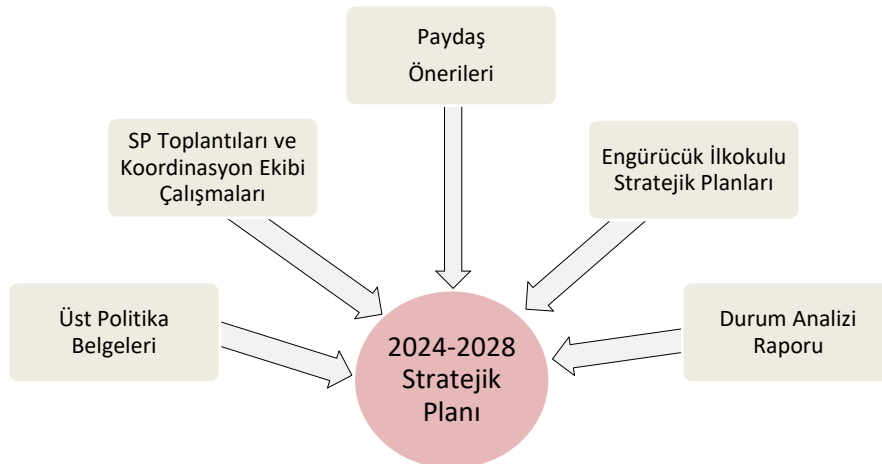 Paydaş
Önerileri
SP Toplantıları ve
Koordinasyon Ekibi
Çalışmaları
Engürücük İlkokulu
Stratejik Planları
Üst Politika
Belgeleri
2024-2028
Stratejik
Planı
Durum Analizi
Raporu